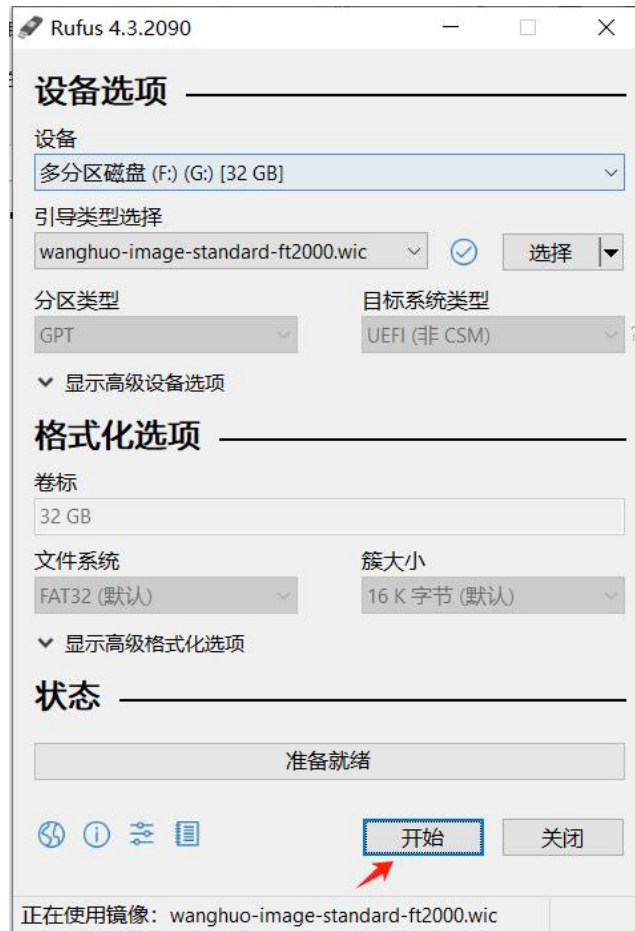 Rufus 4.3.2090
设备选项
设备
多分区磁盘 (F:) (G:) [32 GB]
引导类型选择
wanghuo-image-standard-ft2000.wic
选择
分区类型
目标系统类型
GPT
UEFI (非 CSM)
?
显示高级设备选项
格式化选项
卷标
32 GB
文件系统
簇大小
FAT32 (默认)
16 K 字节 (默认)
显示高级格式化选项
状态
准备就绪
开始
关闭
正在使用镜像：wanghuo-image-standard-ft2000.wic